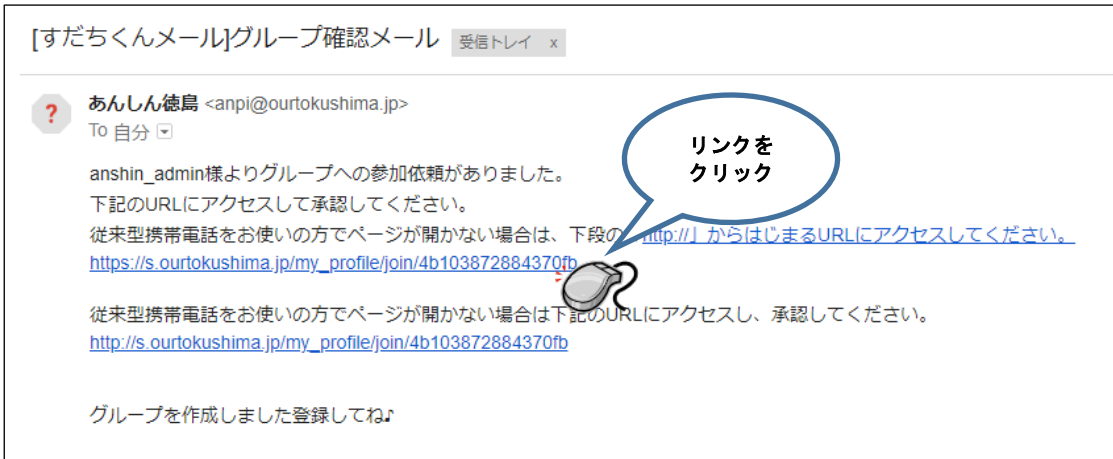 [すだちくんメール]グループ確認メール 受信トレイ x
? あんしん徳島 <anpi@ourtokushima.jp>
To 自分
リンクを
クリック
anshin_admin様よりグループへの参加依頼がありました。
下記のURLにアクセスして承認してください。
従来型携帯電話をお使いの方でページが開かない場合は、下段の http://」からはじまるURLにアクセスしてください。
https://s.ourtokushima.jp/my_profile/join/4b103872884370fb
従来型携帯電話をお使いの方でページが開かない場合は下記のURLにアクセスし、承認してください。
http://s.ourtokushima.jp/my_profile/join/4b103872884370fb
グループを作成しました登録してね♪